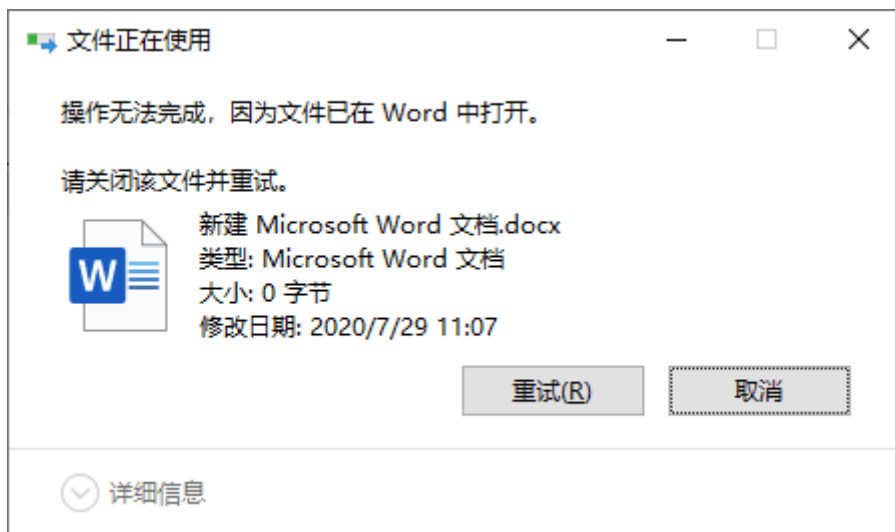 文件正在使用
操作无法完成，因为文件已在 Word 中打开。
请关闭该文件并重试。
新建 Microsoft Word 文档.docx
W
类型: Microsoft Word 文档
大小: 0 字节
修改日期: 2020/7/29 11:07
重试(R) 取消
详细信息